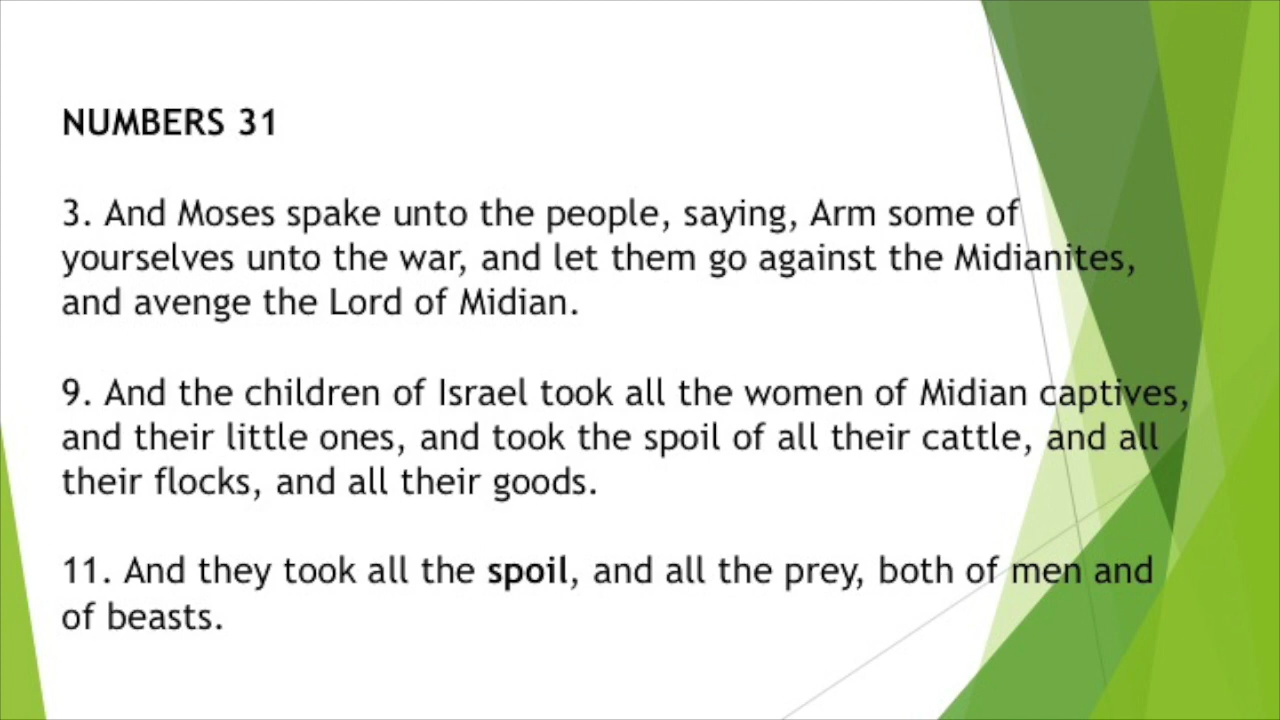 NUMBERS 31
3. And Moses spake unto the people, saying, Arm some of
yourselves unto the war, and let them go against the Midianites,
and avenge the Lord of Midian.
9. And the children of Israel took all the women of Midian captives,
and their little ones, and took the spoil of all their cattle, and all
their flocks, and all their goods.
11. And they took all the spoil, and all the prey, both of men and
of beasts.